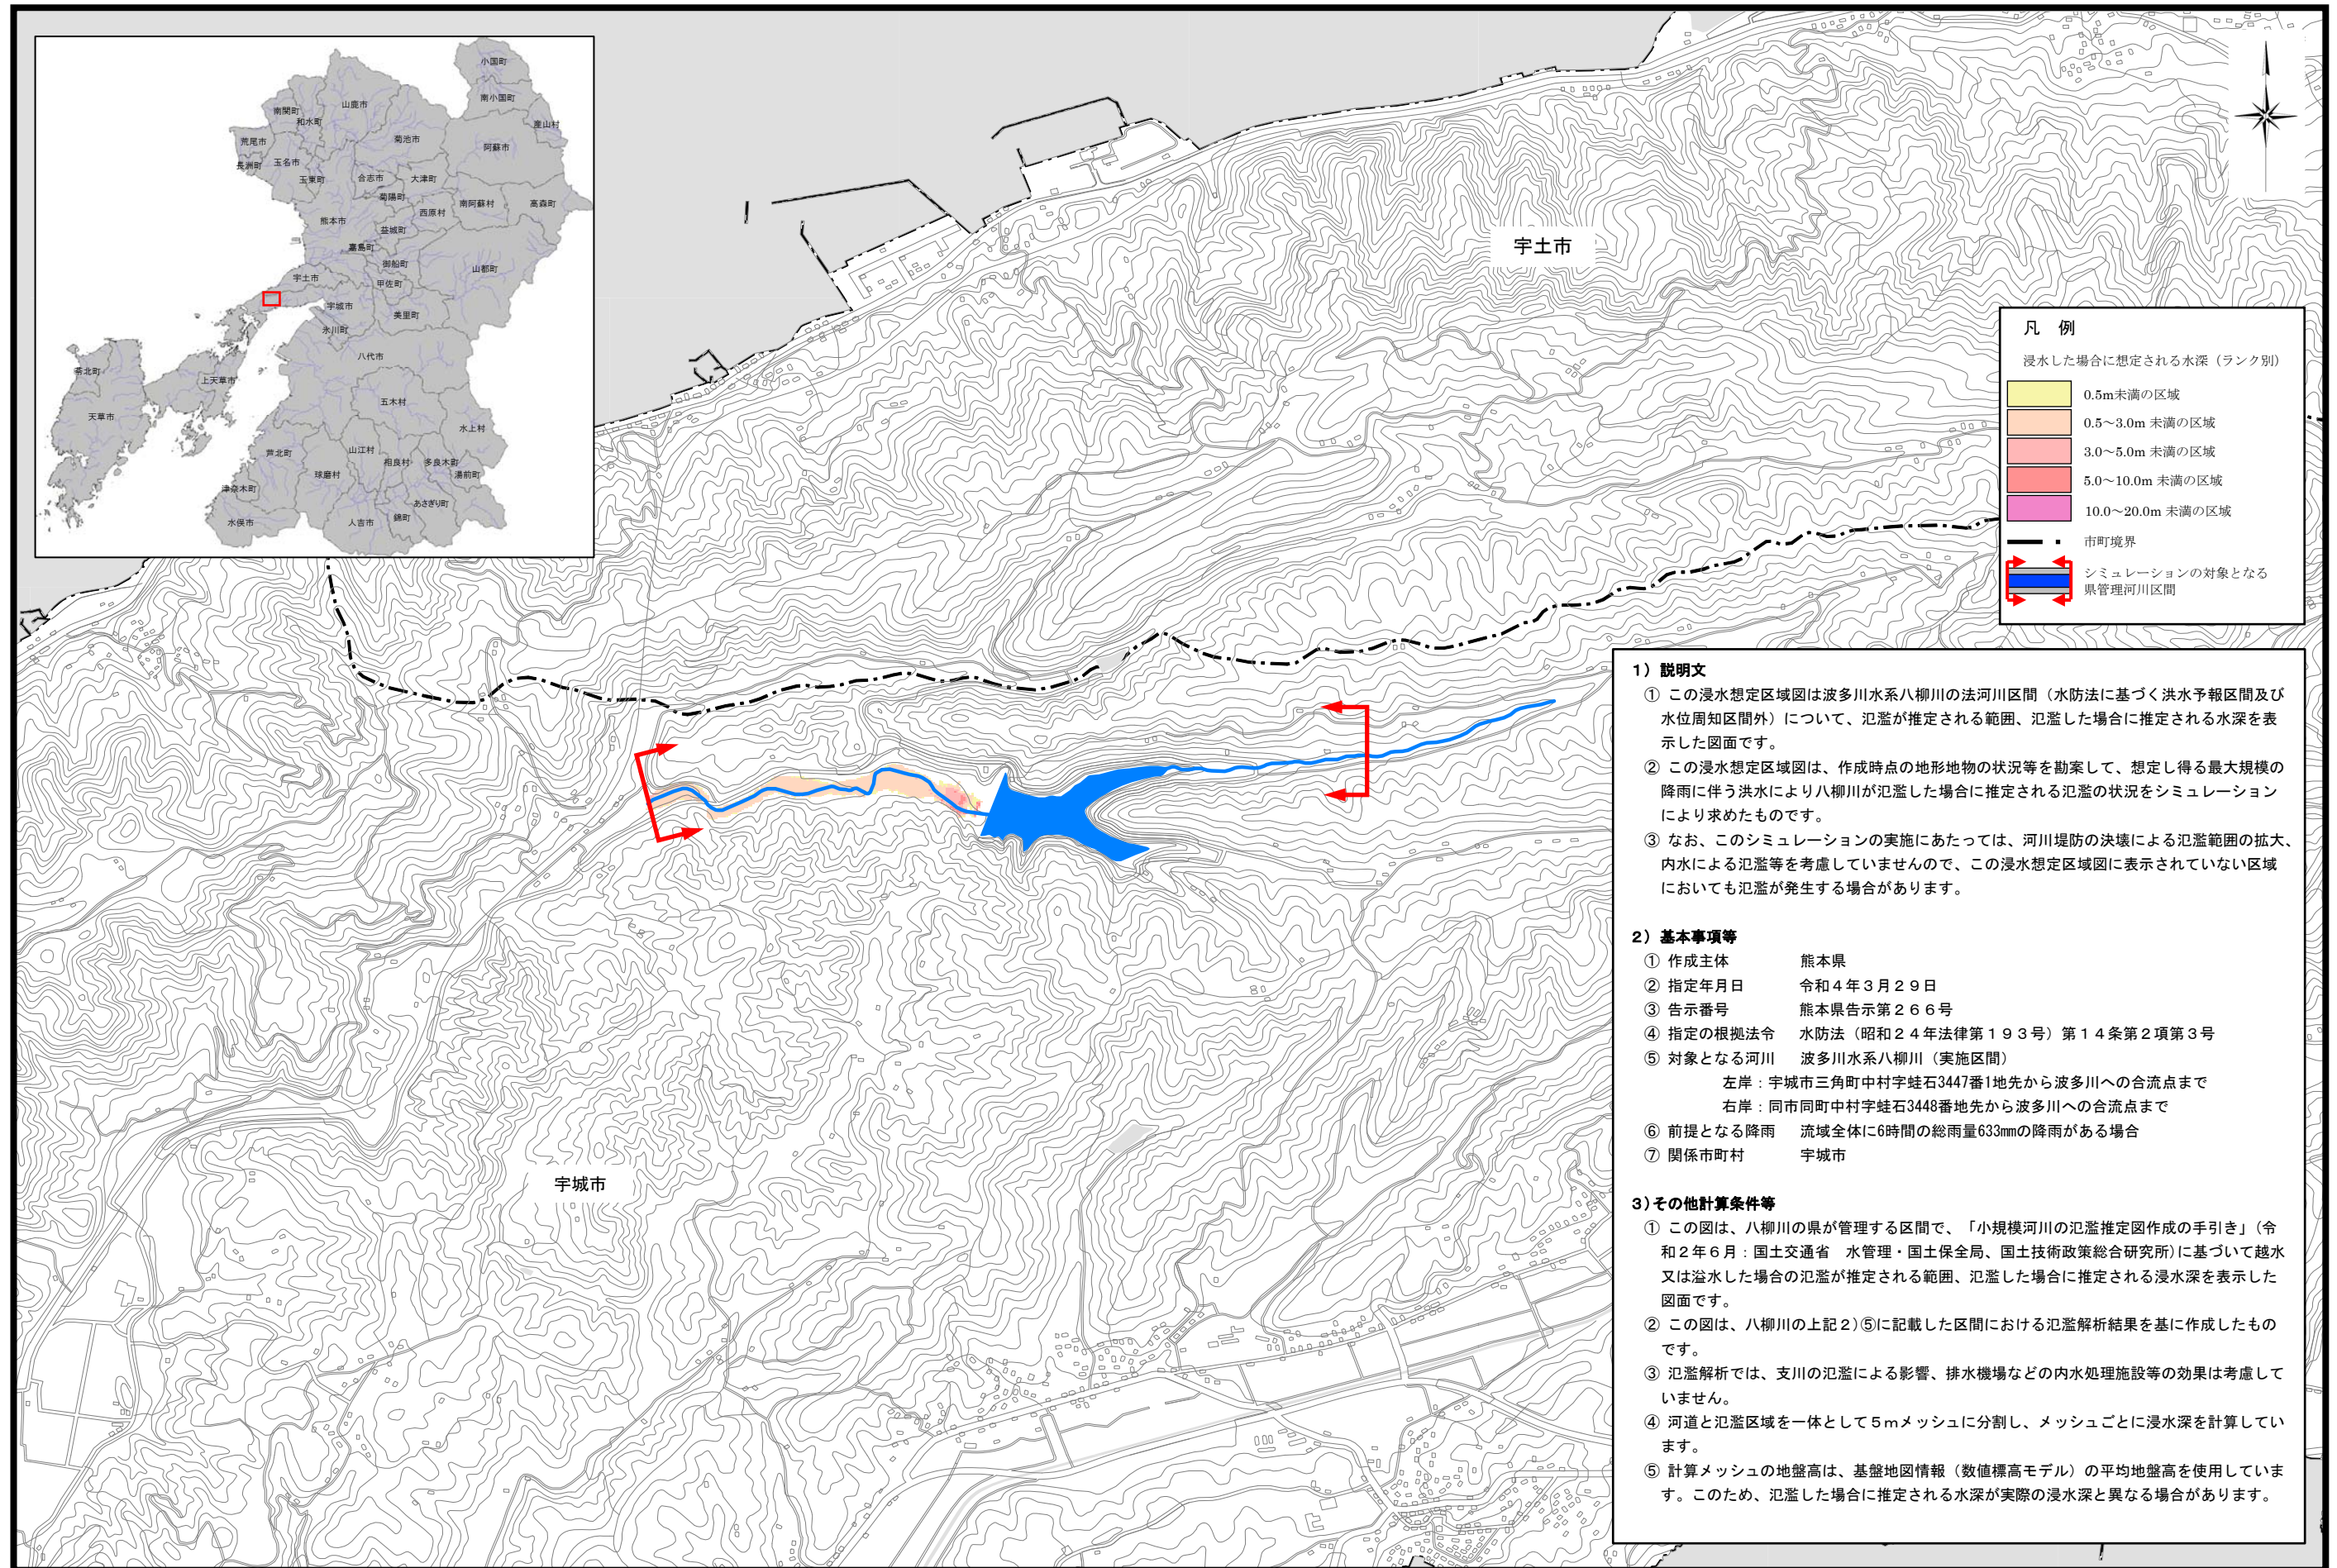 小国町
南小国町
産山村
山鹿市
南関町
和水町
菊池市
阿蘇市
荒尾市
玉名市
長洲町
玉東町
合志市
大津町
菊陽町
南阿蘇村
高森町
西原村
熊本市
益城町
嘉島町
御船町
山都町
宇土市
甲佐町
宇城市
美里町
氷川町
八代市
苓北町
上天草市
天草市
五木村
水上村
芦北町
山江村
相良村
多良木町
湯前町
球磨村
津奈木町
あさぎり町
錦町
人吉市
水俣市
宇土市
宇城市
凡 例
浸水した場合に想定される水深（ランク別）
0.5m未満の区域
0.5～3.0m 未満の区域
3.0～5.0m 未満の区域
5.0～10.0m 未満の区域
10.0～20.0m 未満の区域
市町境界
シミュレーションの対象となる
県管理河川区間
１）説明文
① この浸水想定区域図は波多川水系八柳川の法河川区間（水防法に基づく洪水予報区間及び
水位周知区間外）について、氾濫が推定される範囲、氾濫した場合に推定される水深を表
示した図面です。
② この浸水想定区域図は、作成時点の地形地物の状況等を勘案して、想定し得る最大規模の
降雨に伴う洪水により八柳川が氾濫した場合に推定される氾濫の状況をシミュレーション
により求めたものです。
③ なお、このシミュレーションの実施にあたっては、河川堤防の決壊による氾濫範囲の拡大、
内水による氾濫等を考慮していませんので、この浸水想定区域図に表示されていない区域
においても氾濫が発生する場合があります。
２）基本事項等
① 作成主体 熊本県
② 指定年月日 令和４年３月２９日
③ 告示番号 熊本県告示第２６６号
④ 指定の根拠法令 水防法（昭和２４年法律第１９３号）第１４条第２項第３号
⑤ 対象となる河川 波多川水系八柳川（実施区間）
左岸：宇城市三角町中村字蛙石3447番1地先から波多川への合流点まで
右岸：同市同町中村字蛙石3448番地先から波多川への合流点まで
⑥ 前提となる降雨 流域全体に6時間の総雨量633mmの降雨がある場合
⑦ 関係市町村 宇城市
３）その他計算条件等
① この図は、八柳川の県が管理する区間で、「小規模河川の氾濫推定図作成の手引き」（令
和２年６月：国土交通省 水管理・国土保全局、国土技術政策総合研究所）に基づいて越水
又は溢水した場合の氾濫が推定される範囲、氾濫した場合に推定される浸水深を表示した
図面です。
② この図は、八柳川の上記２）⑤に記載した区間における氾濫解析結果を基に作成したもの
です。
③ 氾濫解析では、支川の氾濫による影響、排水機場などの内水処理施設等の効果は考慮して
いません。
④ 河道と氾濫区域を一体として５ｍメッシュに分割し、メッシュごとに浸水深を計算してい
ます。
⑤ 計算メッシュの地盤高は、基盤地図情報（数値標高モデル）の平均地盤高を使用していま
す。このため、氾濫した場合に推定される水深が実際の浸水深と異なる場合があります。